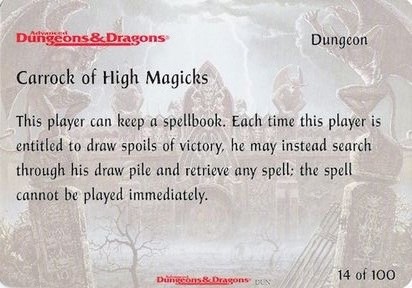 Advanced
Dungeons & Dragons® Dungeon
Carrock of High Magicks
This player can keep a spellbook. Each time this player is
entitled to draw spoils of victory, he may instead search
through his draw pile and retrieve any spell; the spell
cannot be played immediately.
Advanced
Dungeons & Dragons® DUN 14 of 100